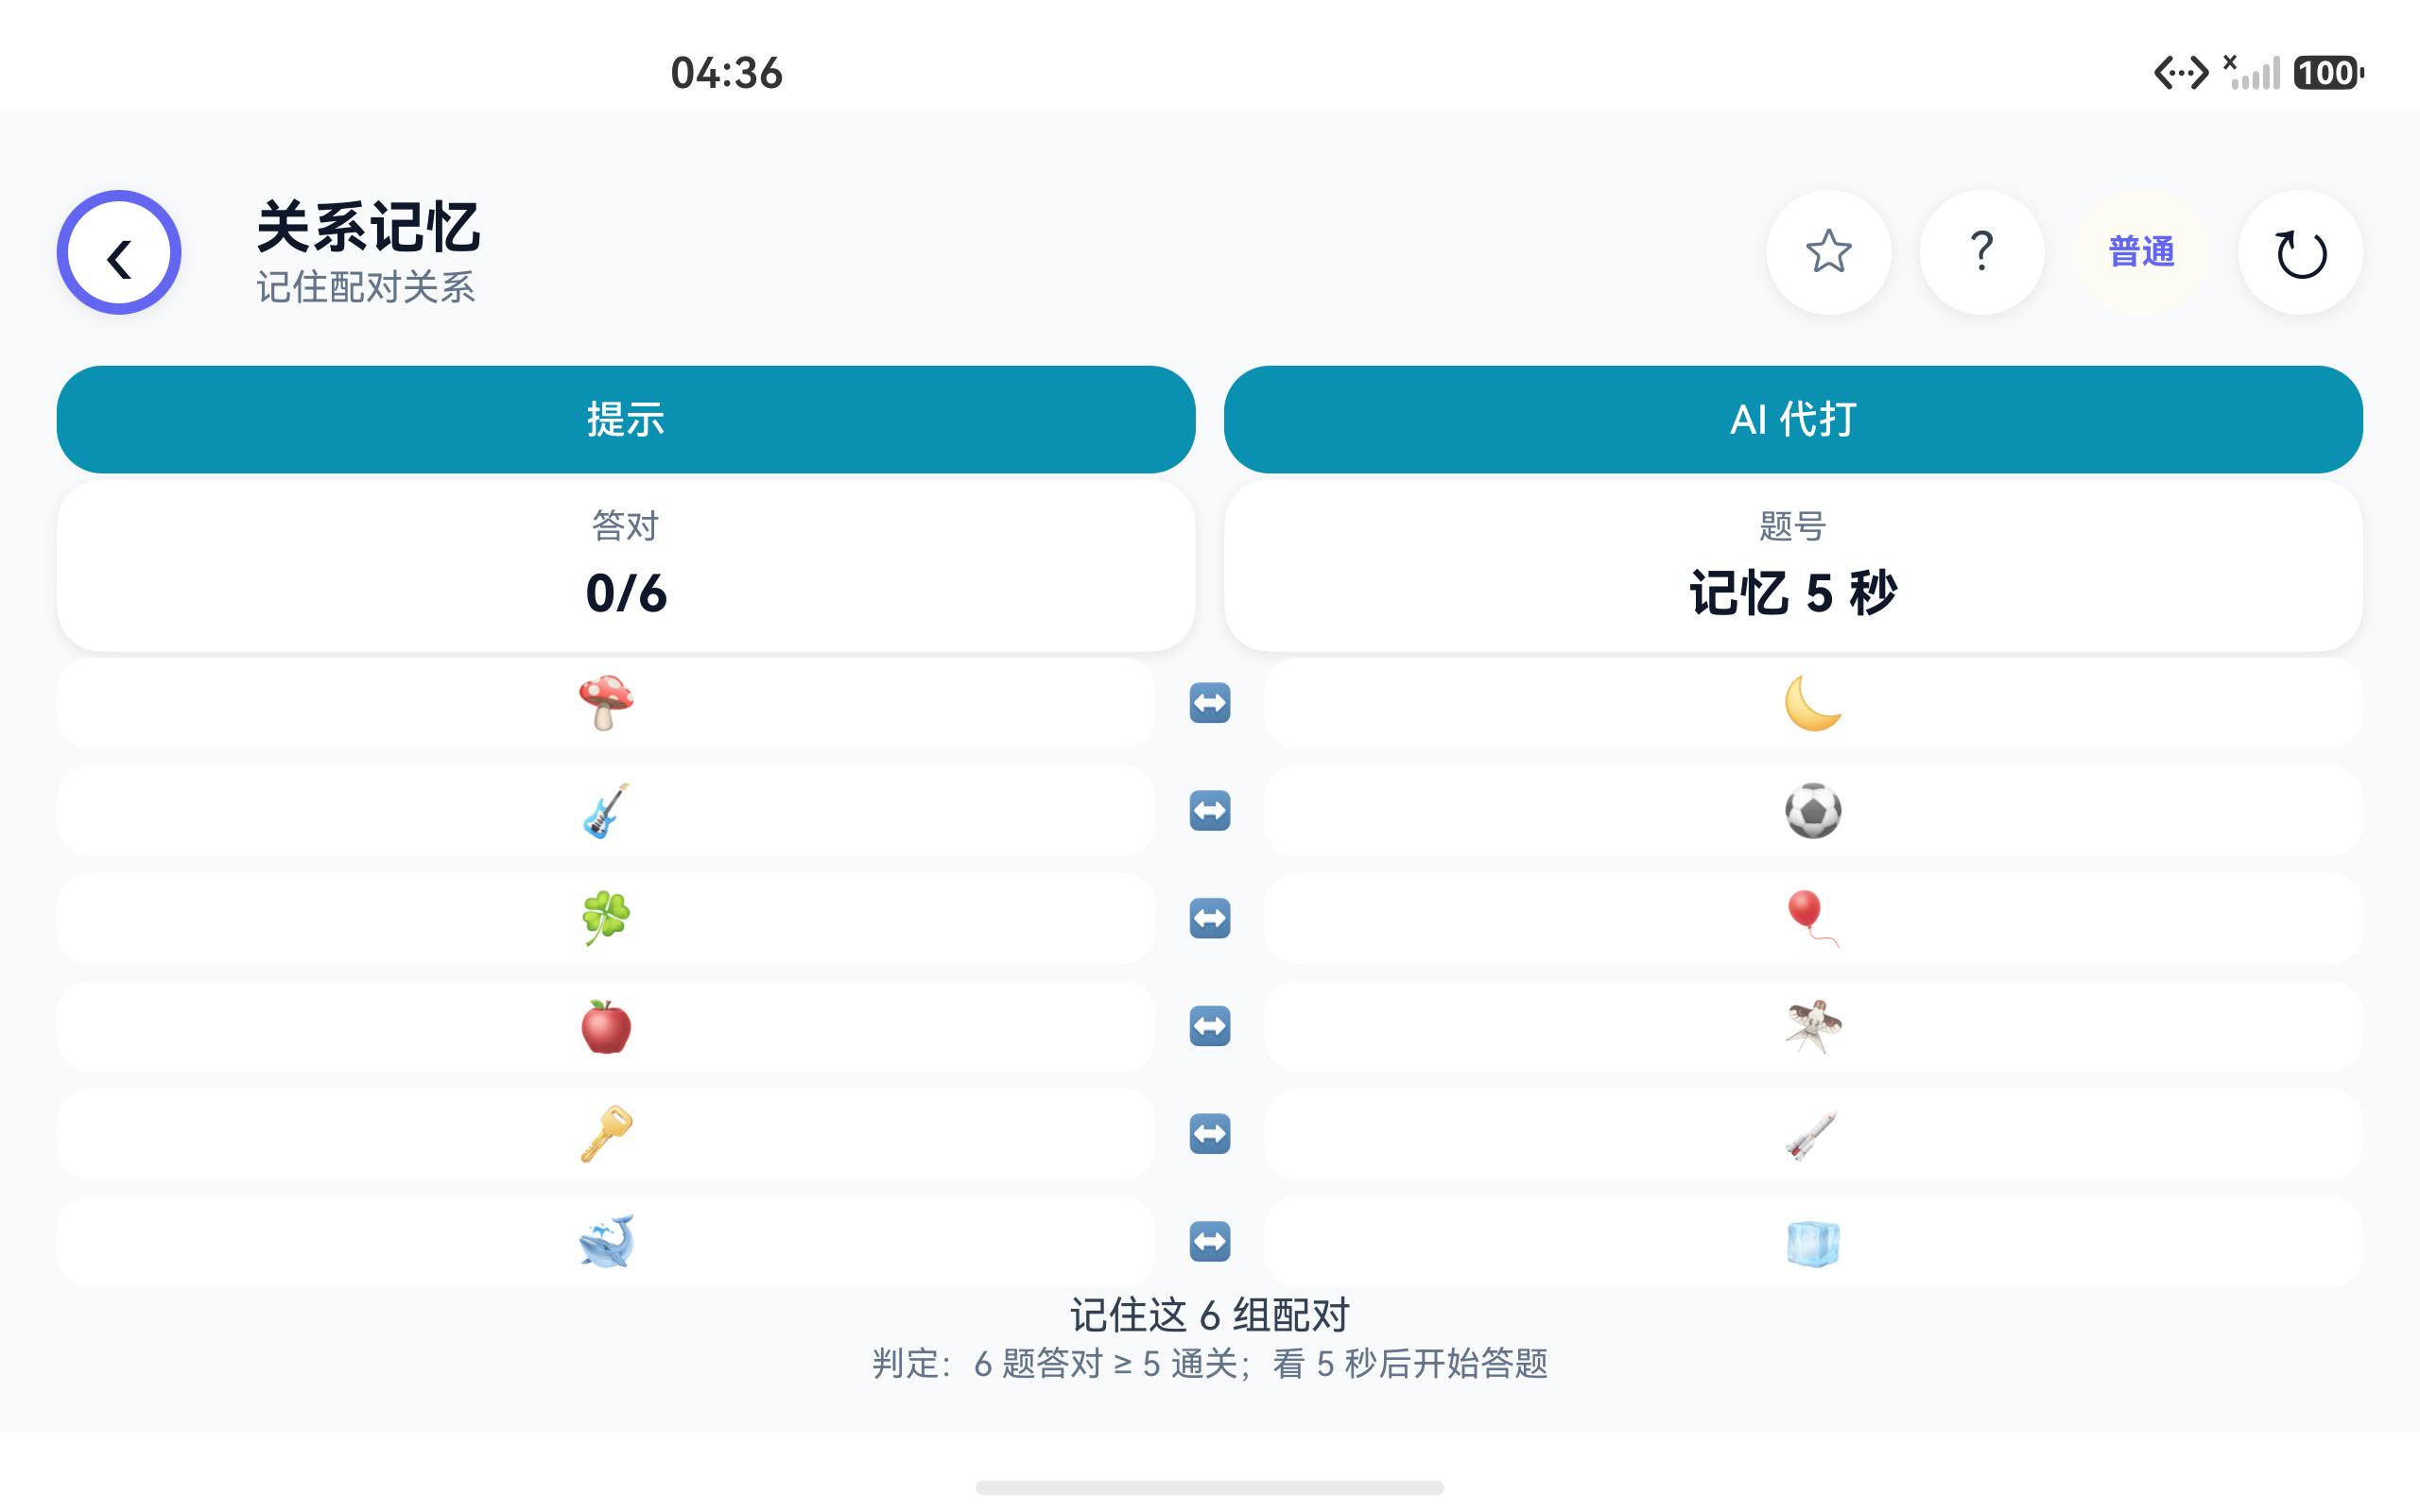 04:36
100
关系记忆
记住配对关系
?
普通
提示
AI 代打
答对
0/6
题号
记忆 5 秒
记住这 6 组配对
判定：6 题答对 ≥ 5 通关；看 5 秒后开始答题